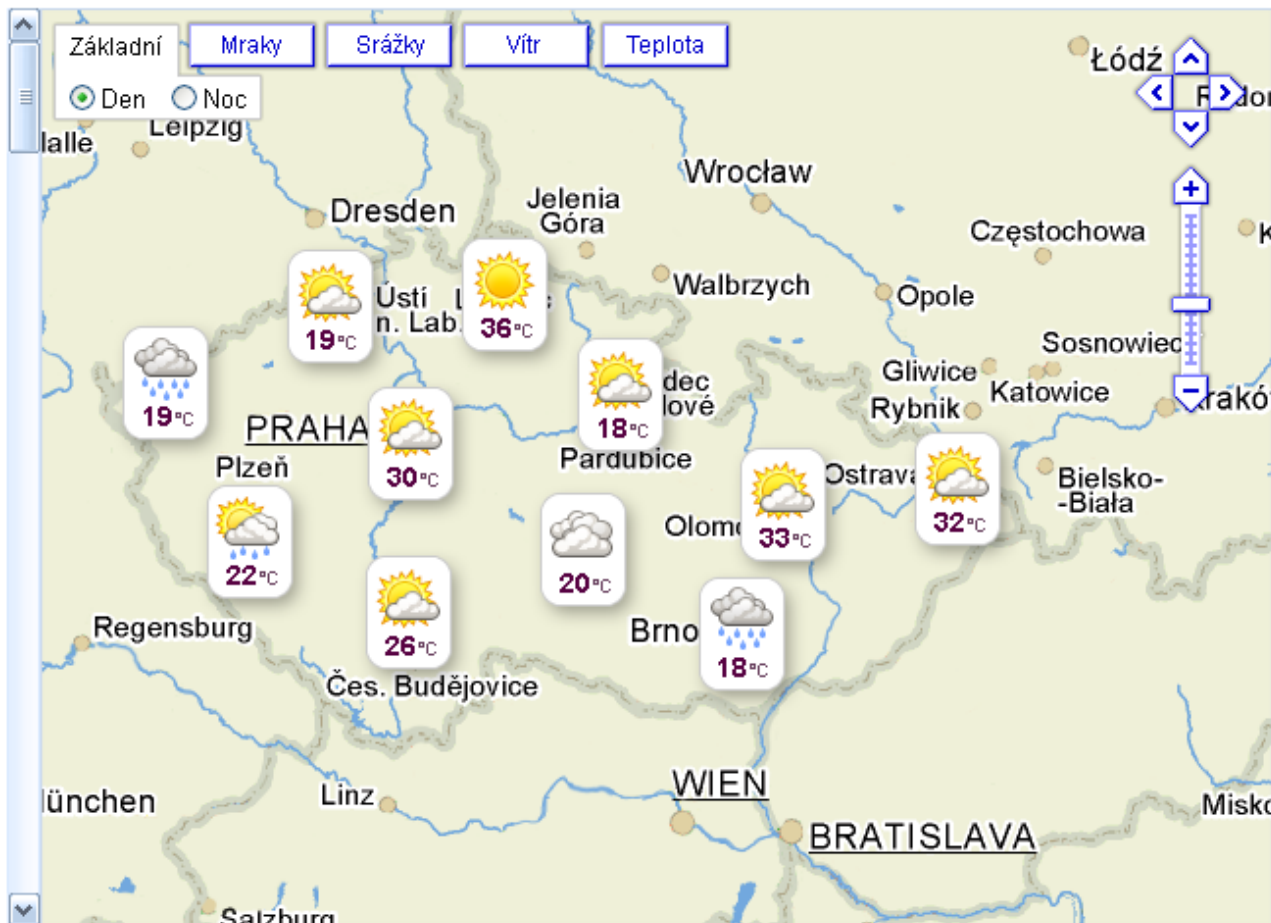 Základní
Mraky
Srážky
Vítr
Teplota
Den
Noc
Łódź
Leipzig
Wrocław
Dresden
Jelenia
Góra
Częstochowa
Walbrzych
Opole
Ústí
n. Lab.
19°C
36°C
Sosnowiec
Gliwice
Katowice
Rybnik
19°C
PRAHA
18°C
Pardubice
Plzeň
30°C
Ostrava
Bielsko-
-Biała
33°C
32°C
22°C
20°C
Brno
18°C
Regensburg
26°C
Čes. Budějovice
WIEN
Linz
BRATISLAVA
Salzburg